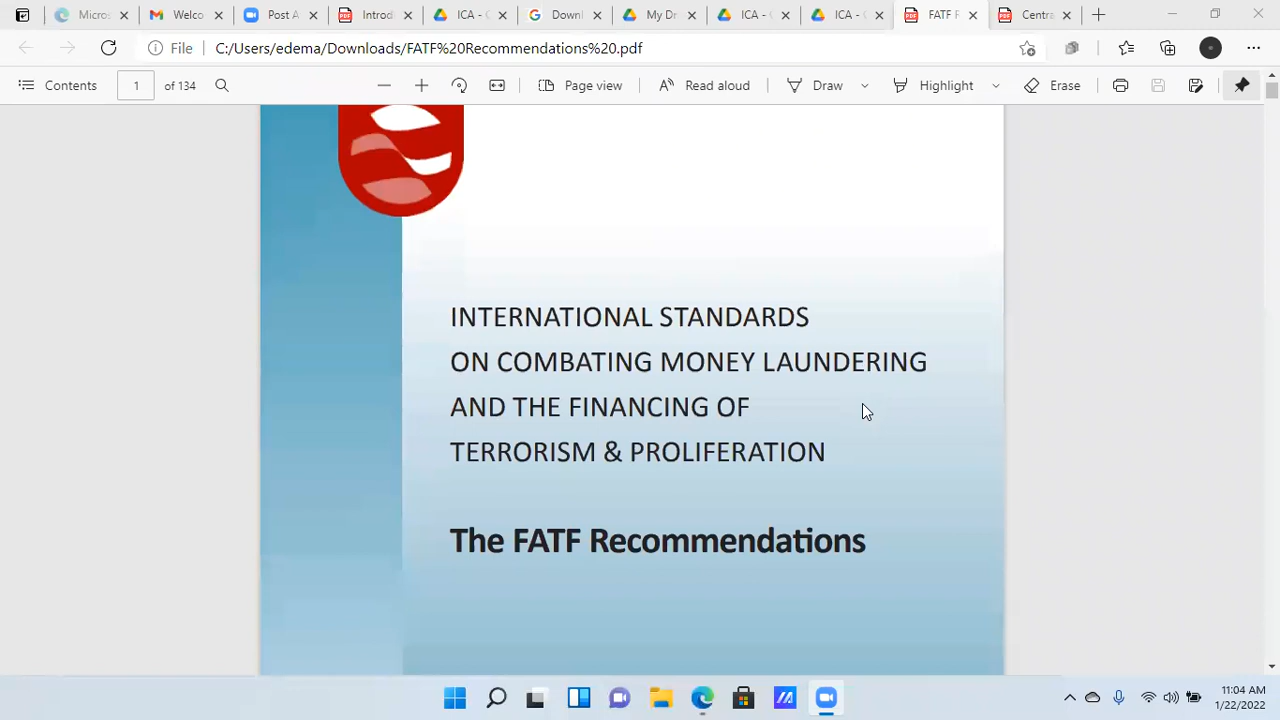 Micros
Welco
Post A
Introd
ICA - C
Downl
My Dr
ICA -
ICA - C
FATF F
Centra
File
C:/Users/edema/Downloads/FATF%20Recommendations%20.pdf
Contents
1
of 134
Page view
Read aloud
Draw
Highlight
Erase
INTERNATIONAL STANDARDS
ON COMBATING MONEY LAUNDERING
AND THE FINANCING OF
TERRORISM & PROLIFERATION
The FATF Recommendations
11:04 AM
1/22/2022